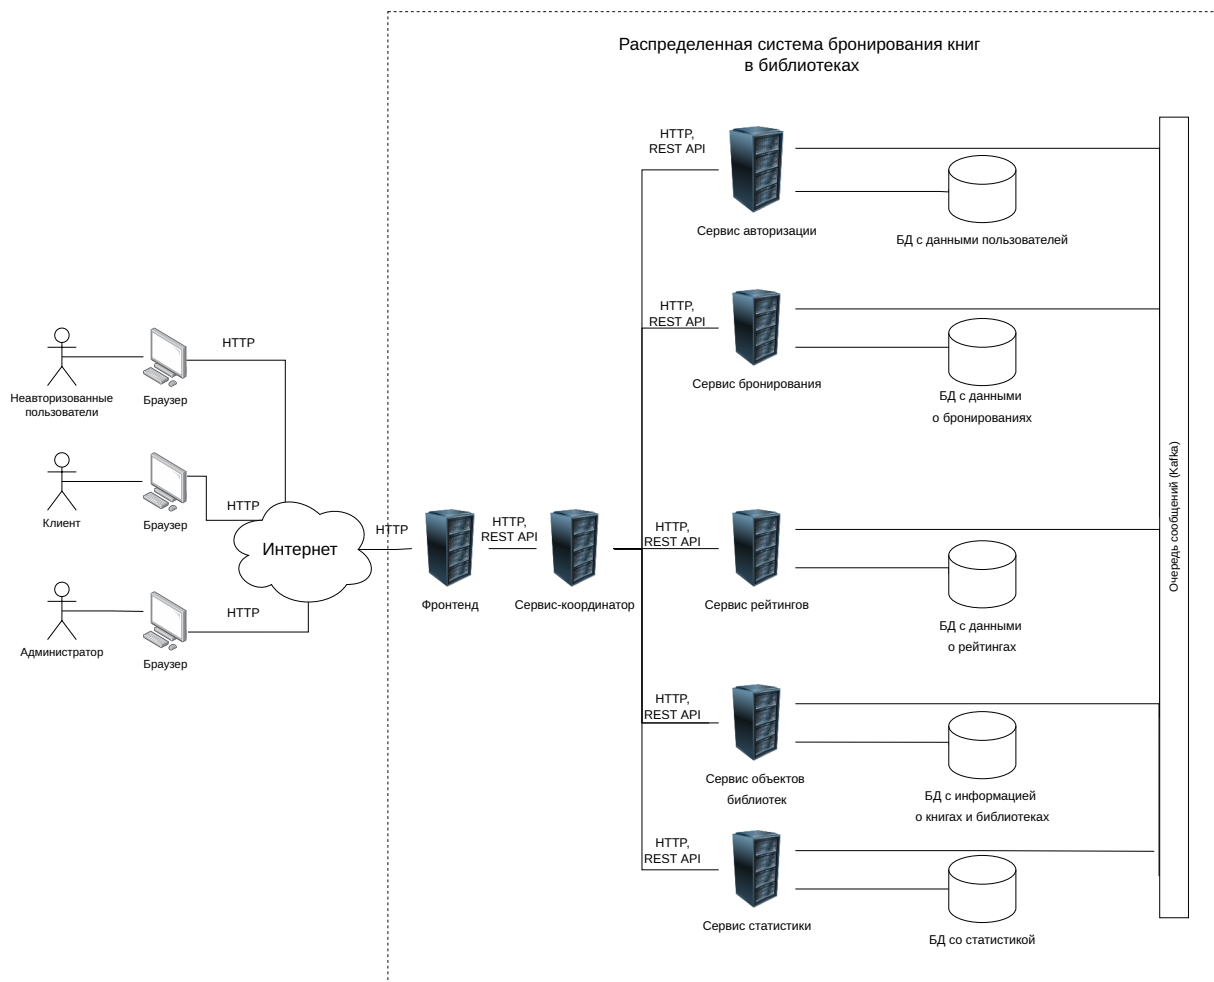 Распределенная система бронирования книг
в библиотеках
HTTP,
REST API
Сервис авторизации
БД с данными пользователей
HTTP,
REST API
Сервис бронирования
БД с данными
о бронированиях
Неавторизованные
пользователи
Браузер
HTTP
Клиент
Браузер
HTTP
Интернет
HTTP
Фронтенд
HTTP,
REST API
Сервис-координатор
HTTP,
REST API
Сервис рейтингов
БД с данными
о рейтингах
Администратор
Браузер
HTTP
HTTP,
REST API
Сервис объектов
библиотек
БД с информацией
о книгах и библиотеках
HTTP,
REST API
Сервис статистики
БД со статистикой
Очередь сообщений (Kafka)